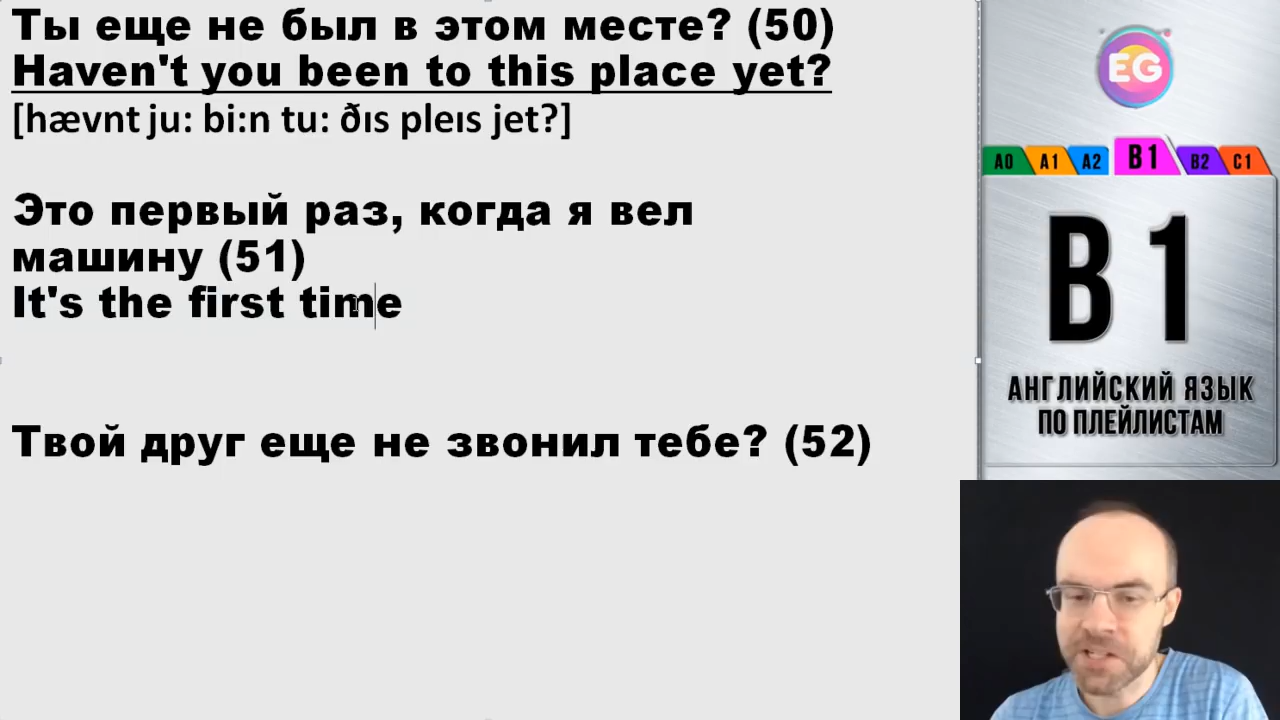 Ты еще не был в этом месте? (50)
Haven't you been to this place yet?
[hævnt ju: bi:n tu: ðɪs pleɪs jet?]
Это первый раз, когда я вел
машину (51)
It's the first time
Твой друг еще не звонил тебе? (52)
EG
A0 A1 A2 B1 B2 C1
B1
АНГЛИЙСКИЙ ЯЗЫК
ПО ПЛЕЙЛИСТАМ